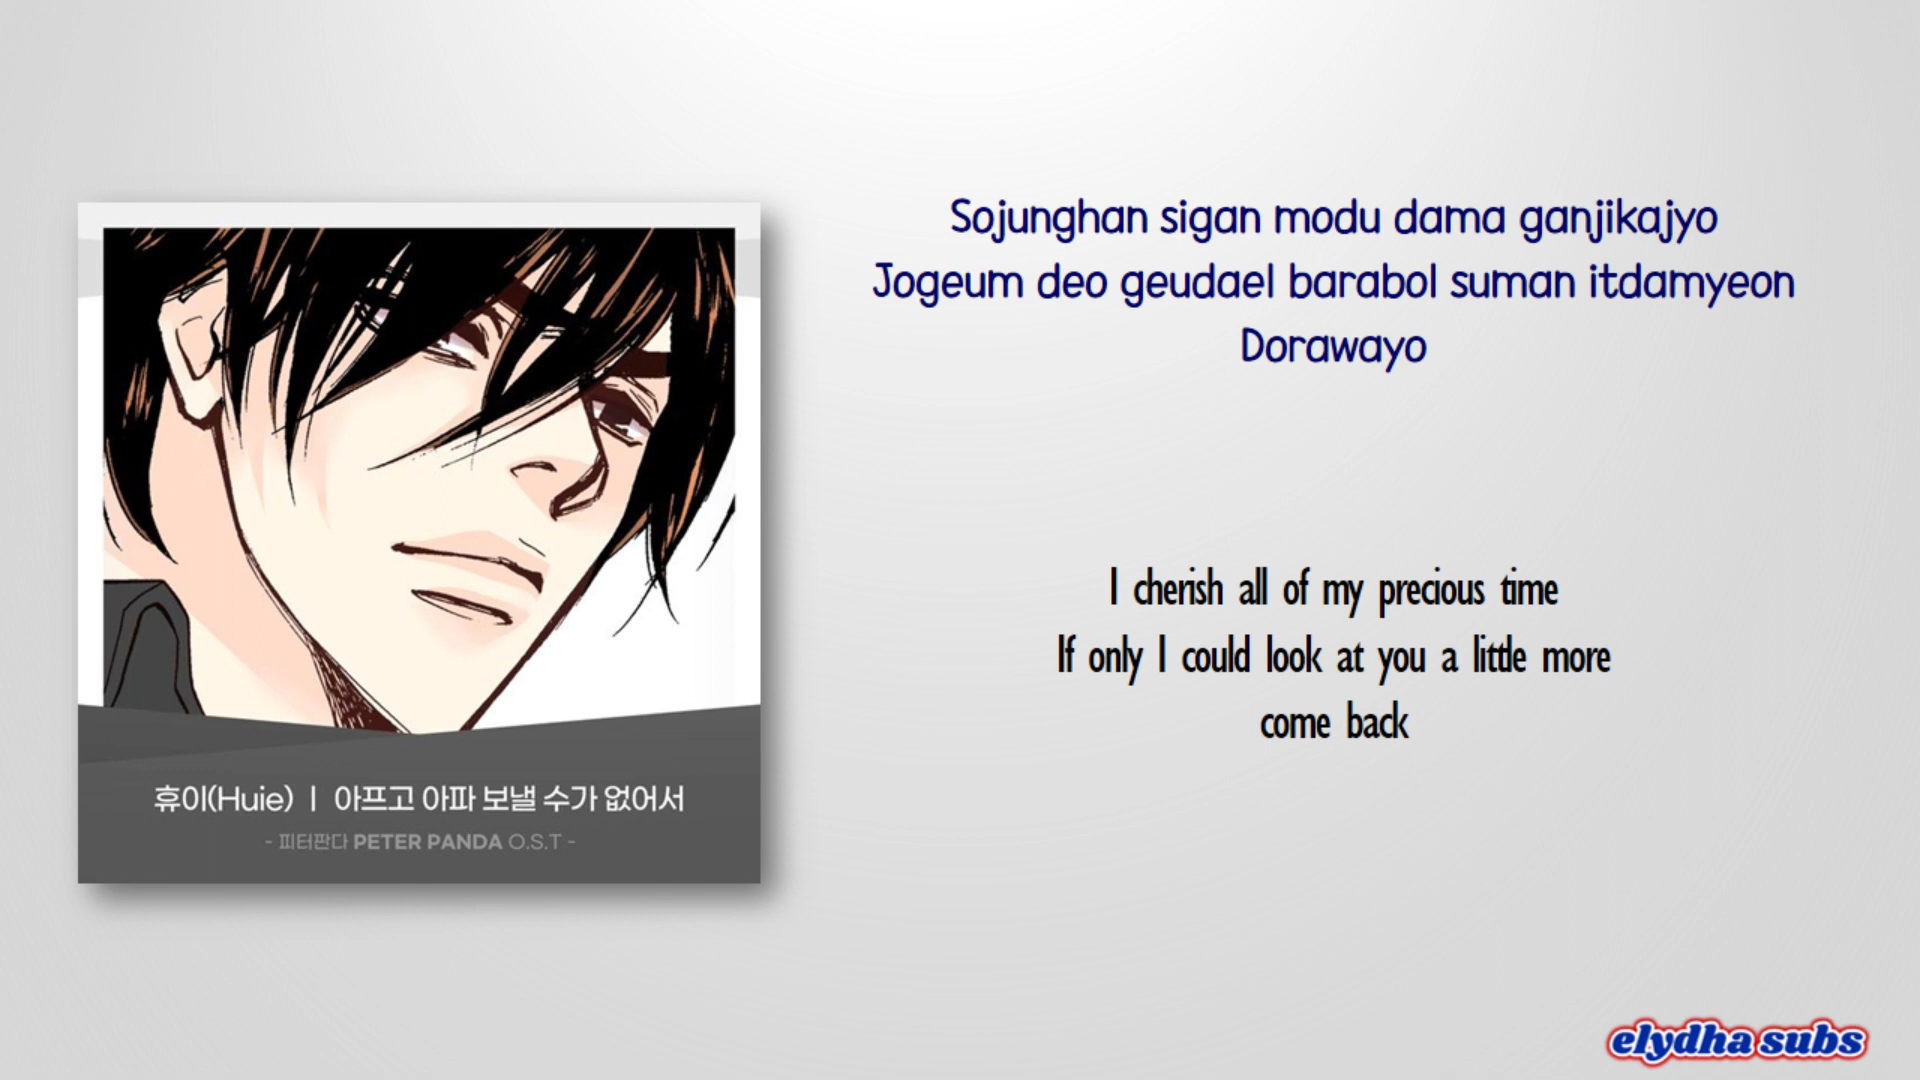 Sojunghan sigan modu dama ganjikajyo
Jogeum deo geudael barabol suman itdamyeon
Dorawayo
I cherish all of my precious time
If only I could look at you a little more
come back
휴이(Huie) | 아프고 아파 보낼 수가 없어서
- 피터판다 PETER PANDA O.S.T -
elydha subs